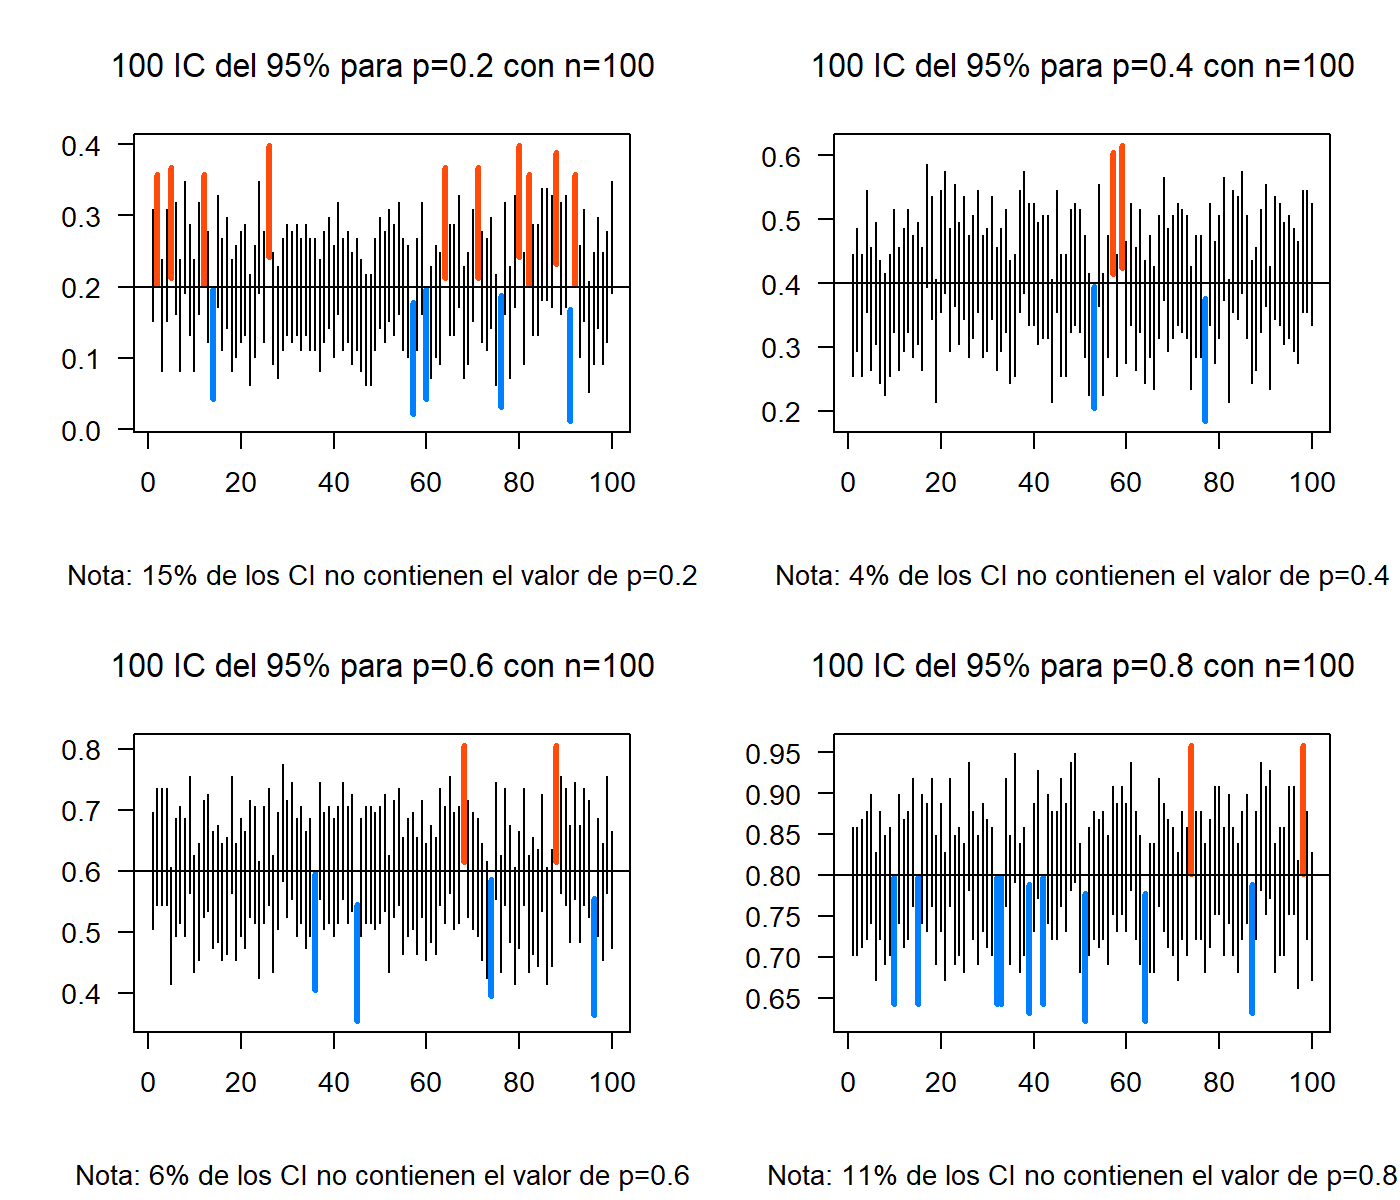 100 IC del 95% para p=0.2 con n=100
0.4
0.3
0.2
0.1
0.0
0 20 40 60 80 100
Nota: 15% de los CI no contienen el valor de p=0.2
100 IC del 95% para p=0.4 con n=100
0.6
0.5
0.4
0.3
0.2
0 20 40 60 80 100
Nota: 4% de los CI no contienen el valor de p=0.4
100 IC del 95% para p=0.6 con n=100
0.8
0.7
0.6
0.5
0.4
0 20 40 60 80 100
Nota: 6% de los CI no contienen el valor de p=0.6
100 IC del 95% para p=0.8 con n=100
0.95
0.90
0.85
0.80
0.75
0.70
0.65
0 20 40 60 80 100
Nota: 11% de los CI no contienen el valor de p=0.8